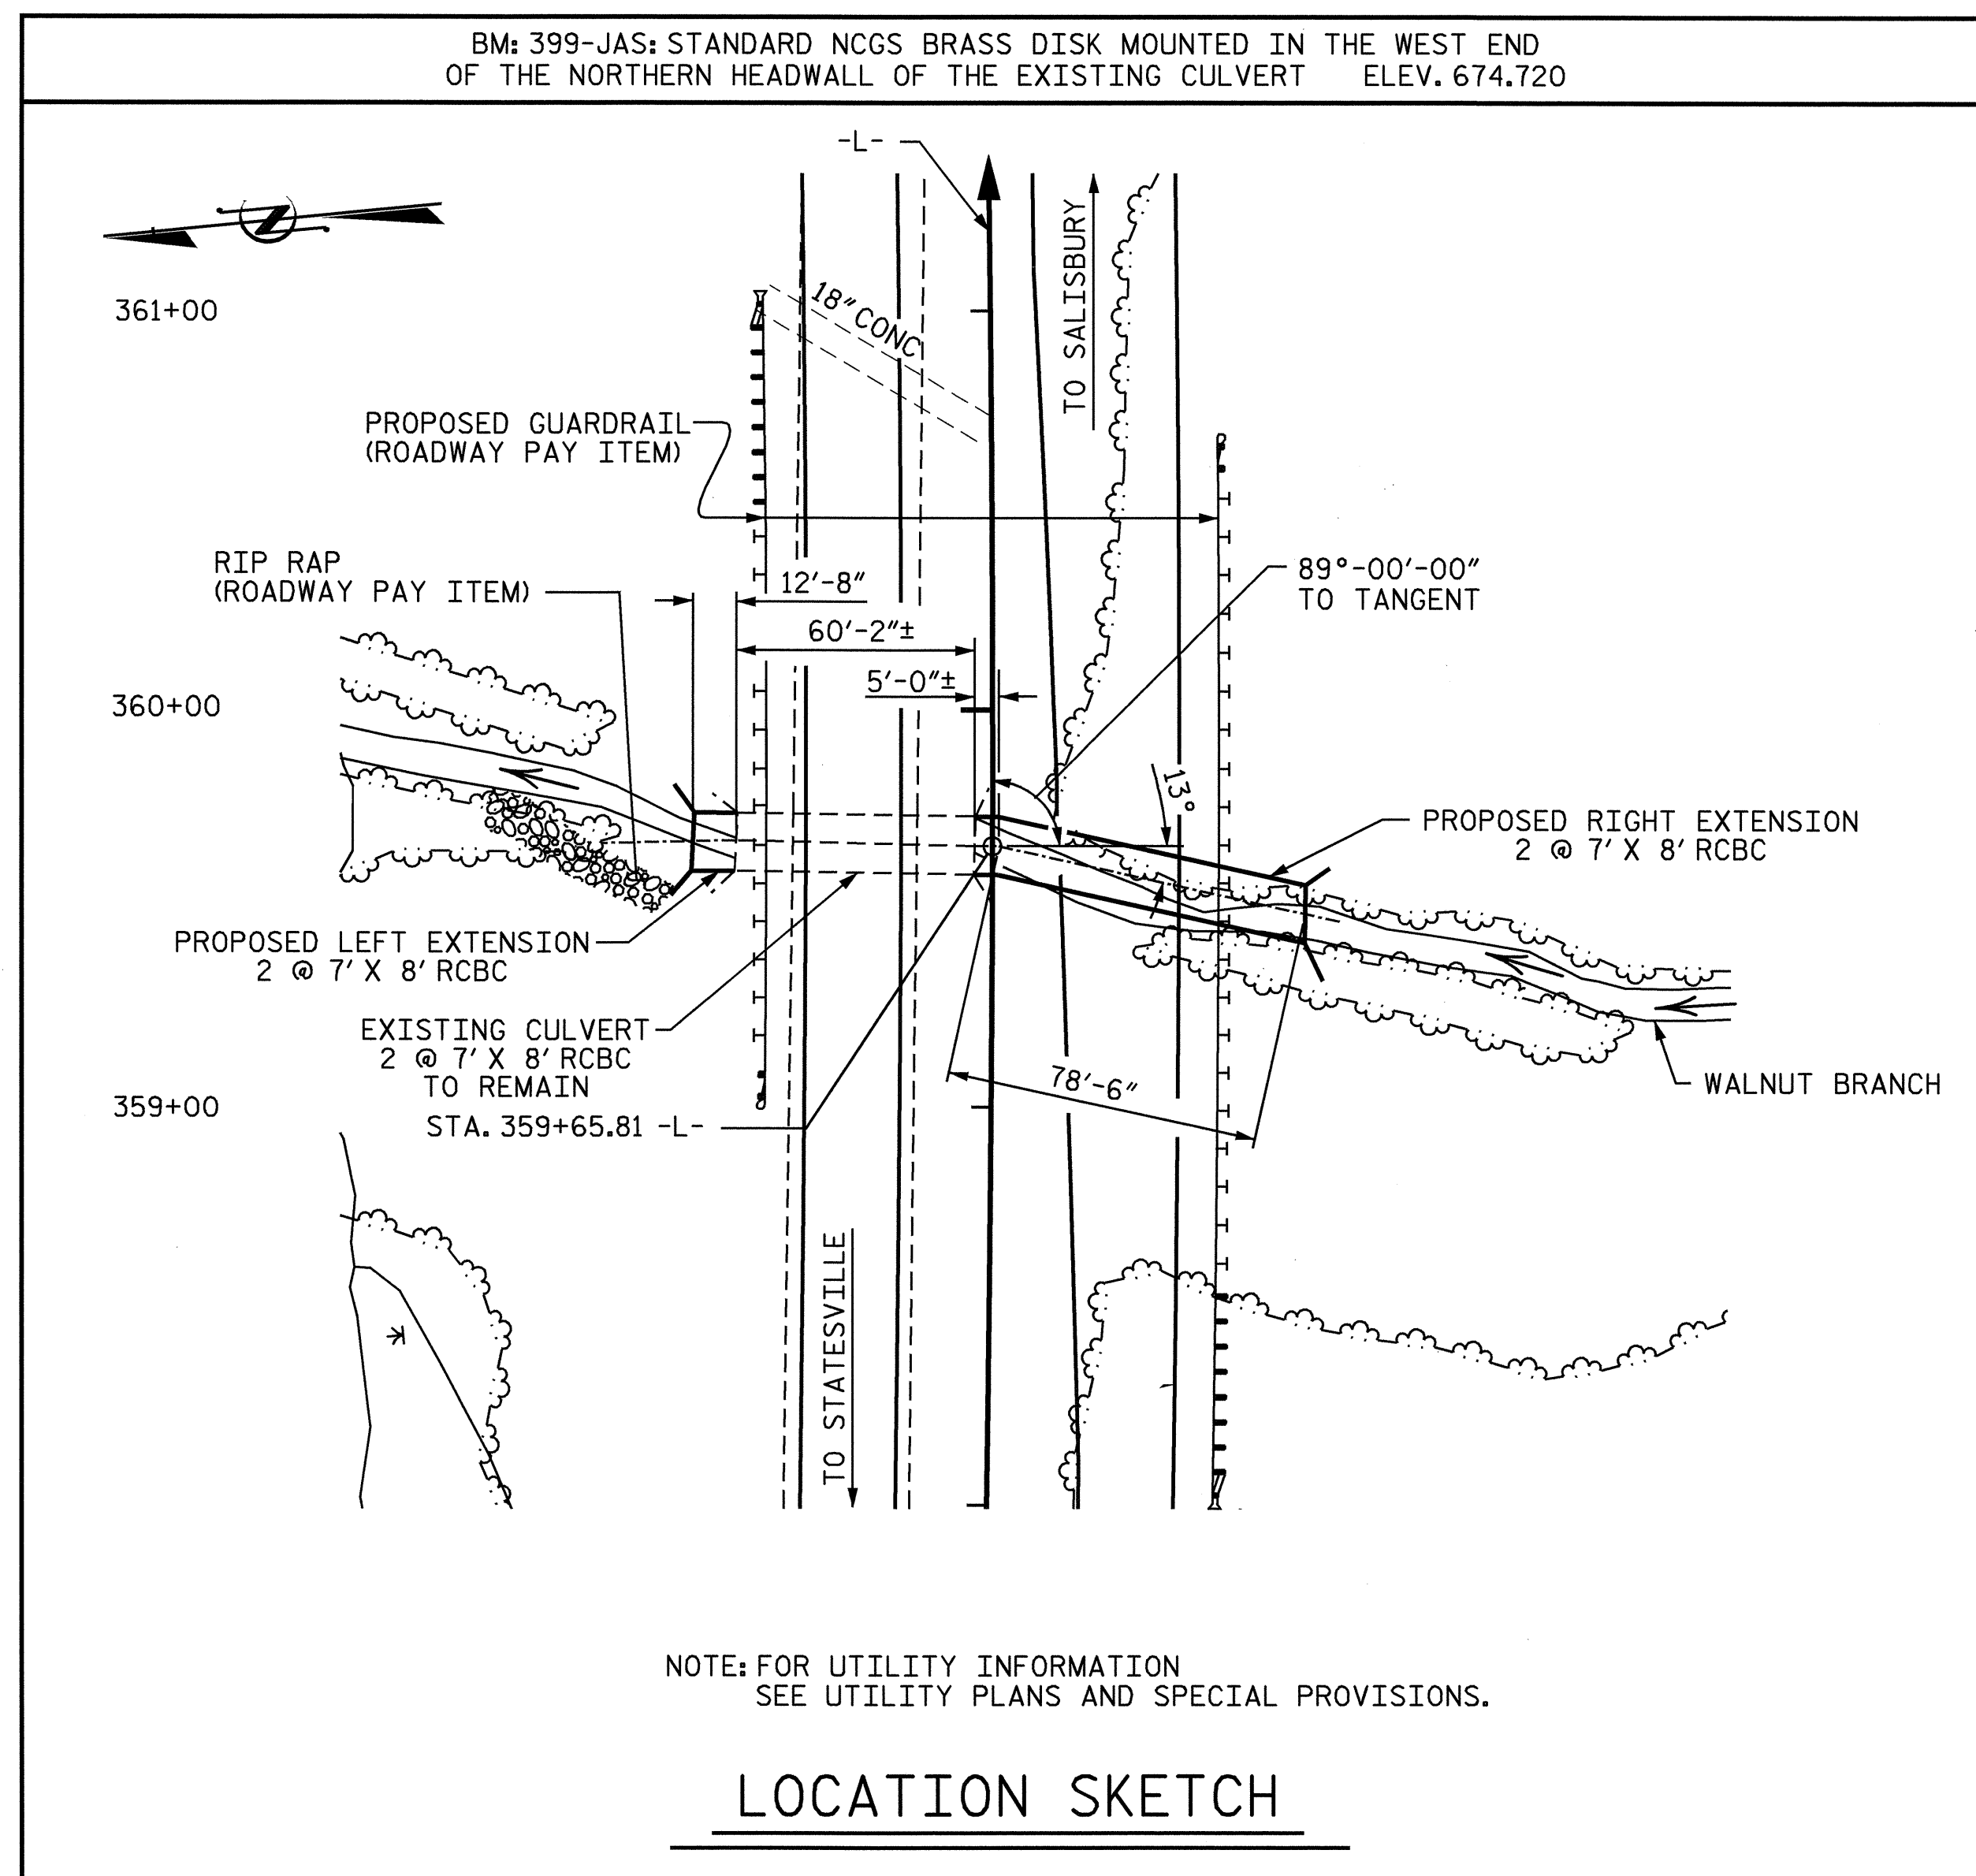 BM: 399-JAS: STANDARD NCGS BRASS DISK MOUNTED IN THE WEST END
OF THE NORTHERN HEADWALL OF THE EXISTING CULVERT ELEV. 674.720
-L-
Z
361+00
18" CONC
TO SALISBURY
PROPOSED GUARDRAIL
(ROADWAY PAY ITEM)
RIP RAP
(ROADWAY PAY ITEM)
12'-8"
89°-00'-00"
TO TANGENT
60'-2"±
5'-0"±
360+00
13°
PROPOSED RIGHT EXTENSION
2 @ 7' X 8' RCBC
PROPOSED LEFT EXTENSION
2 @ 7' X 8' RCBC
EXISTING CULVERT
2 @ 7' X 8' RCBC
TO REMAIN
78'-6"
WALNUT BRANCH
359+00
STA. 359+65.81 -L-
TO STATESVILLE
NOTE: FOR UTILITY INFORMATION
SEE UTILITY PLANS AND SPECIAL PROVISIONS.
LOCATION SKETCH